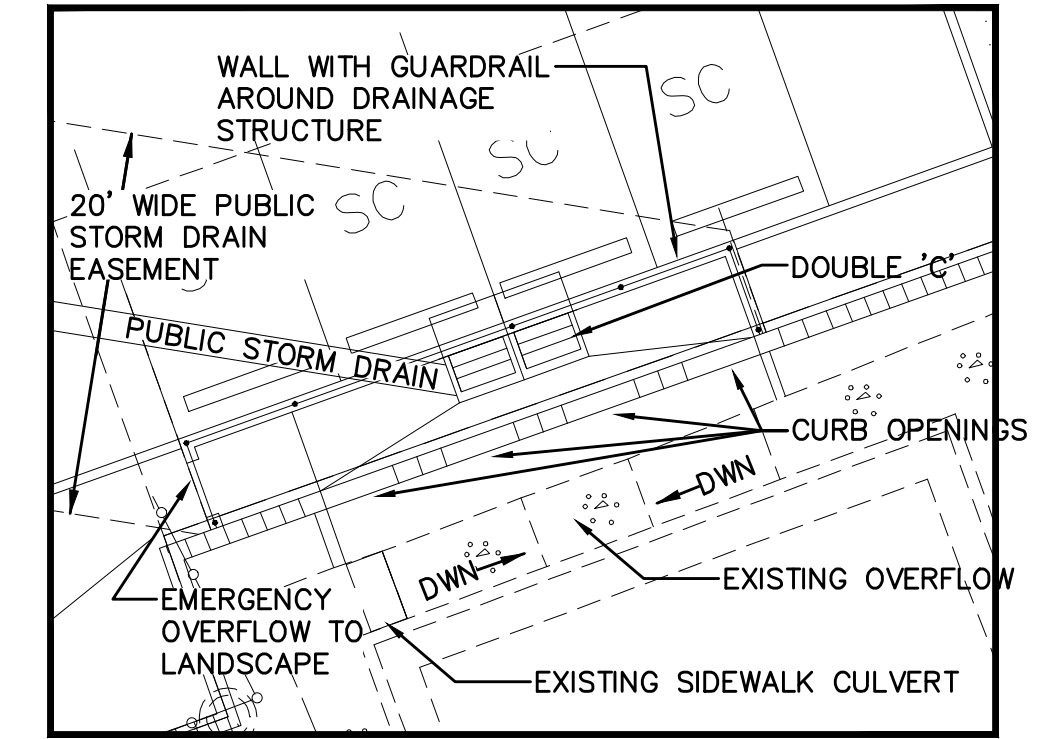 WALL WITH GUARDRAIL
AROUND DRAINAGE
STRUCTURE
SC
SC
SC
20' WIDE PUBLIC
STORM DRAIN
EASEMENT
DOUBLE 'C'
PUBLIC STORM DRAIN
CURB OPENINGS
DWN
DWN
EXISTING OVERFLOW
EMERGENCY
OVERFLOW TO
LANDSCAPE
EXISTING SIDEWALK CULVERT